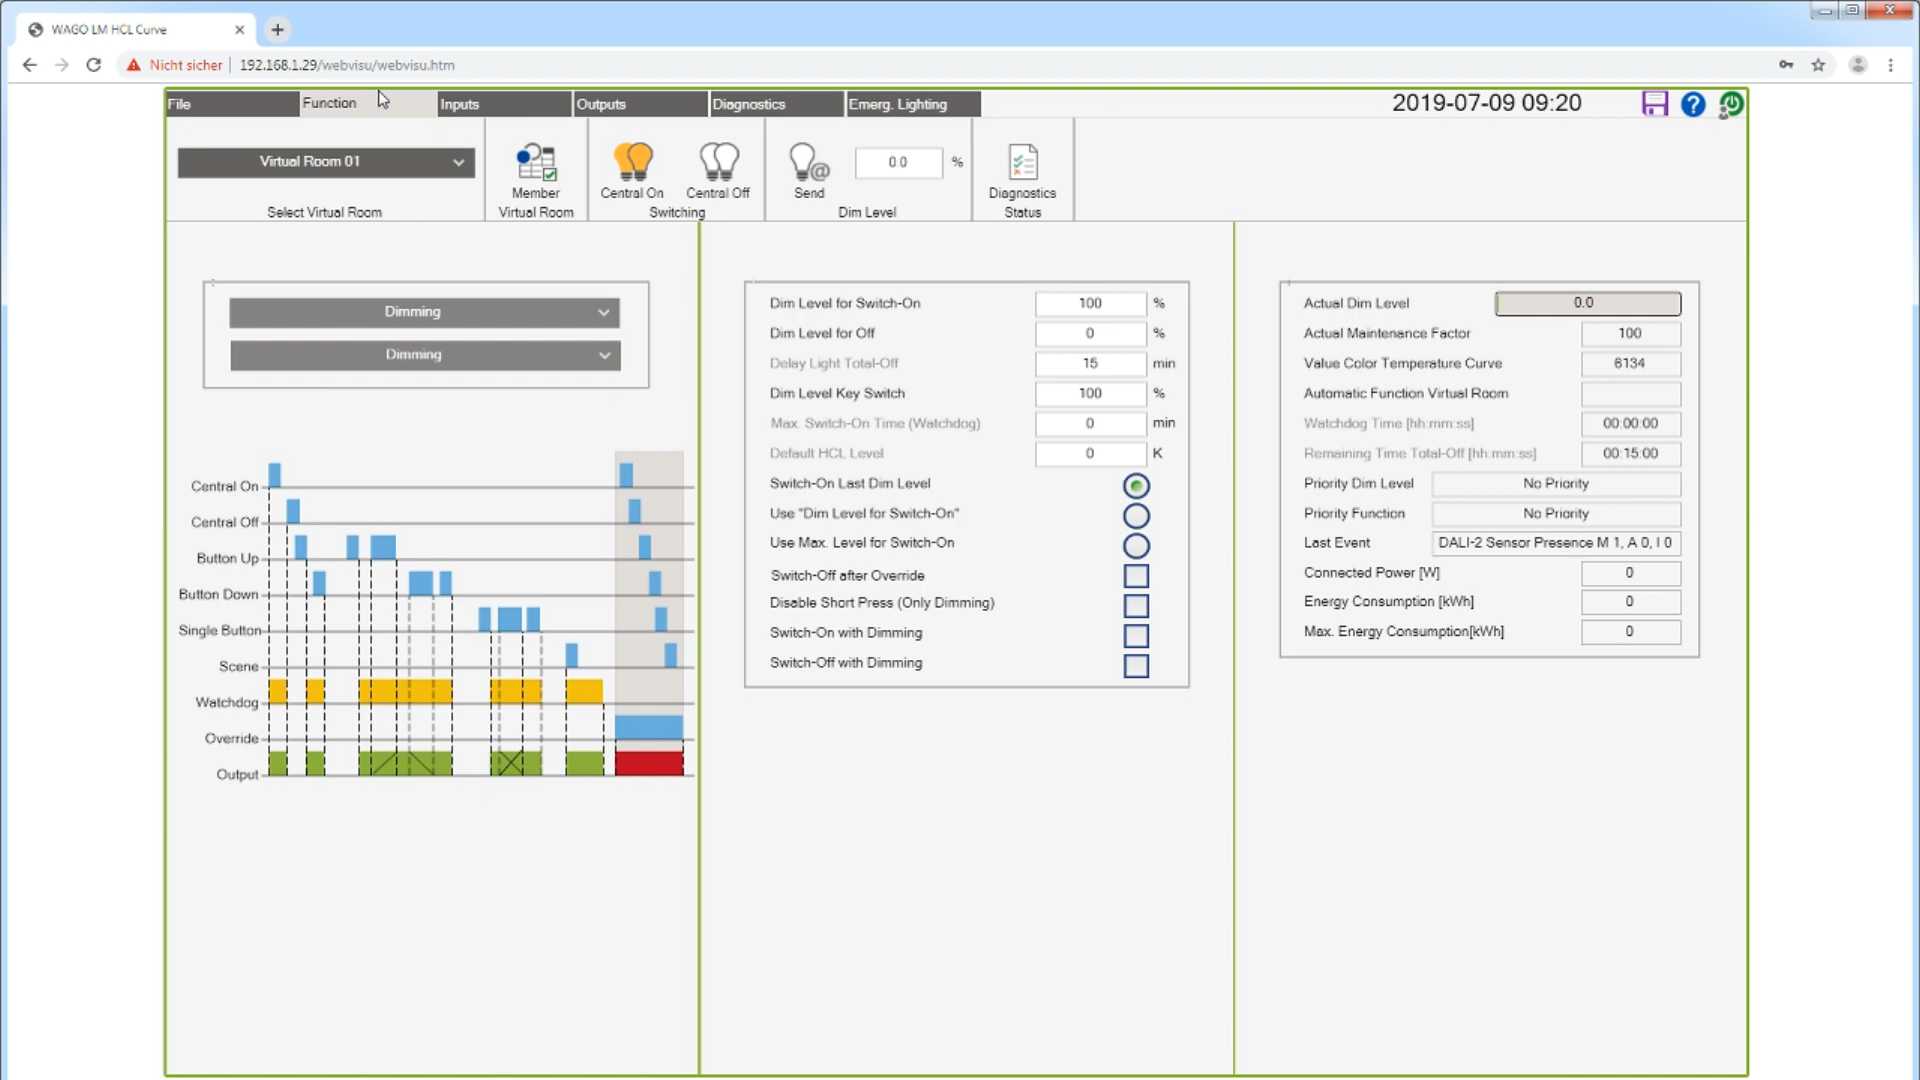 WAGO LM HCL Curve
Nicht sicher 192.168.1.29/webvisu/webvisu.htm
File Function Inputs Outputs Diagnostics Emerg. Lighting 2019-07-09 09:20
Virtual Room 01 0.0 %
Member Central On Central Off Send Diagnostics
Select Virtual Room Virtual Room Switching Dim Level Status
Dimming
Dimming
Central On
Central Off
Button Up
Button Down
Single Button
Scene
Watchdog
Override
Output
Dim Level for Switch-On 100 %
Dim Level for Off 0 %
Delay Light Total-Off 15 min
Dim Level Key Switch 100 %
Max. Switch-On Time (Watchdog) 0 min
Default HCL Level 0 K
Switch-On Last Dim Level
Use "Dim Level for Switch-On"
Use Max. Level for Switch-On
Switch-Off after Override
Disable Short Press (Only Dimming)
Switch-On with Dimming
Switch-Off with Dimming
Actual Dim Level 0.0
Actual Maintenance Factor 100
Value Color Temperature Curve 6134
Automatic Function Virtual Room
Watchdog Time [hh:mm:ss] 00:00:00
Remaining Time Total-Off [hh:mm:ss] 00:15:00
Priority Dim Level No Priority
Priority Function No Priority
Last Event DALI-2 Sensor Presence M 1, A 0, I 0
Connected Power [W] 0
Energy Consumption [kWh] 0
Max. Energy Consumption[kWh] 0